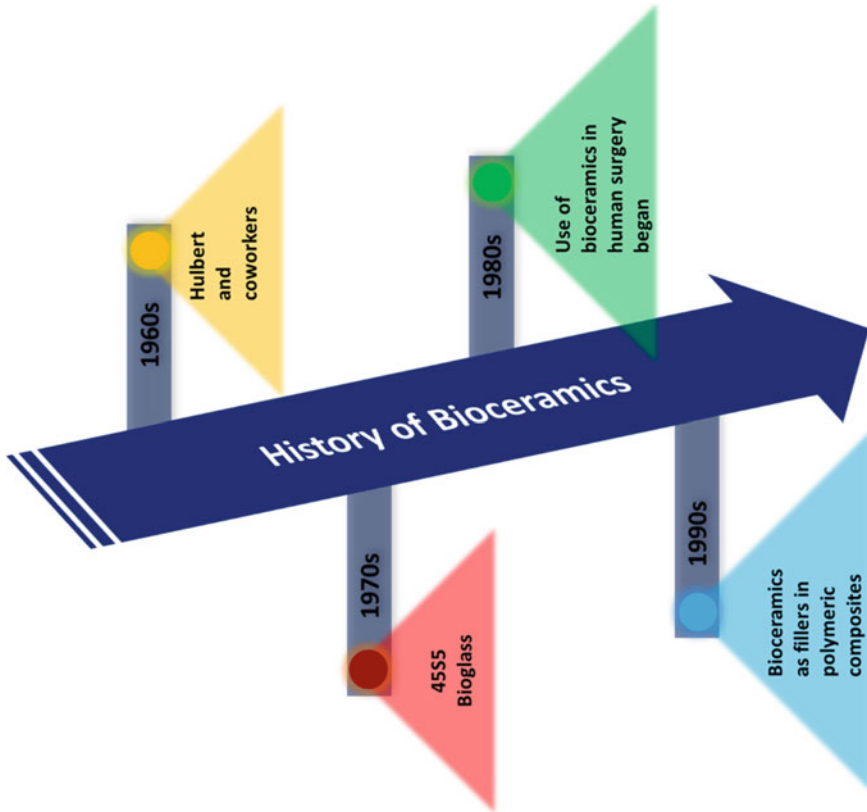 History of Bioceramics
1960s
Hulbert
and
coworkers
1970s
45S5
Bioglass
1980s
Use of
bioceramics in
human surgery
began
1990s
Bioceramics
as fillers in
polymeric
composites